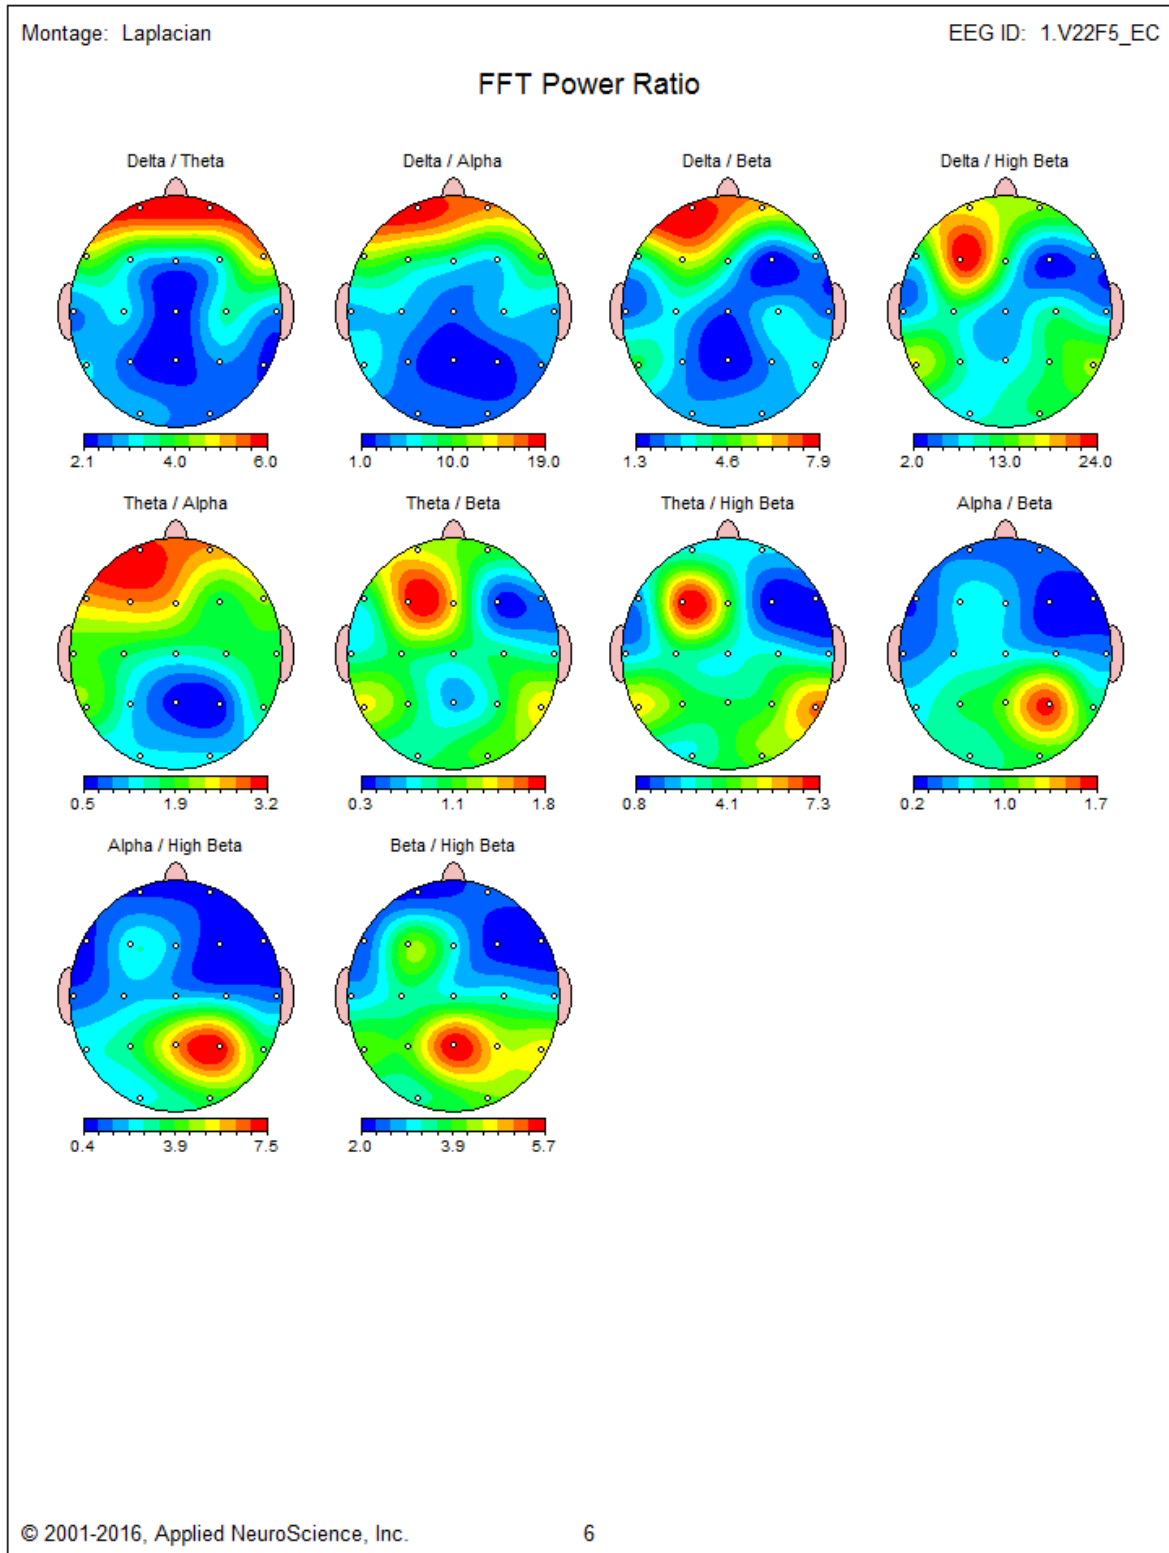 Montage: Laplacian EEG ID: 1.V22F5_EC
FFT Power Ratio
Delta / Theta Delta / Alpha Delta / Beta Delta / High Beta
2.1 4.0 6.0 1.0 10.0 19.0 1.3 4.6 7.9 2.0 13.0 24.0
Theta / Alpha Theta / Beta Theta / High Beta Alpha / Beta
0.5 1.9 3.2 0.3 1.1 1.8 0.8 4.1 7.3 0.2 1.0 1.7
Alpha / High Beta Beta / High Beta
0.4 3.9 7.5 2.0 3.9 5.7
© 2001-2016, Applied NeuroScience, Inc. 6